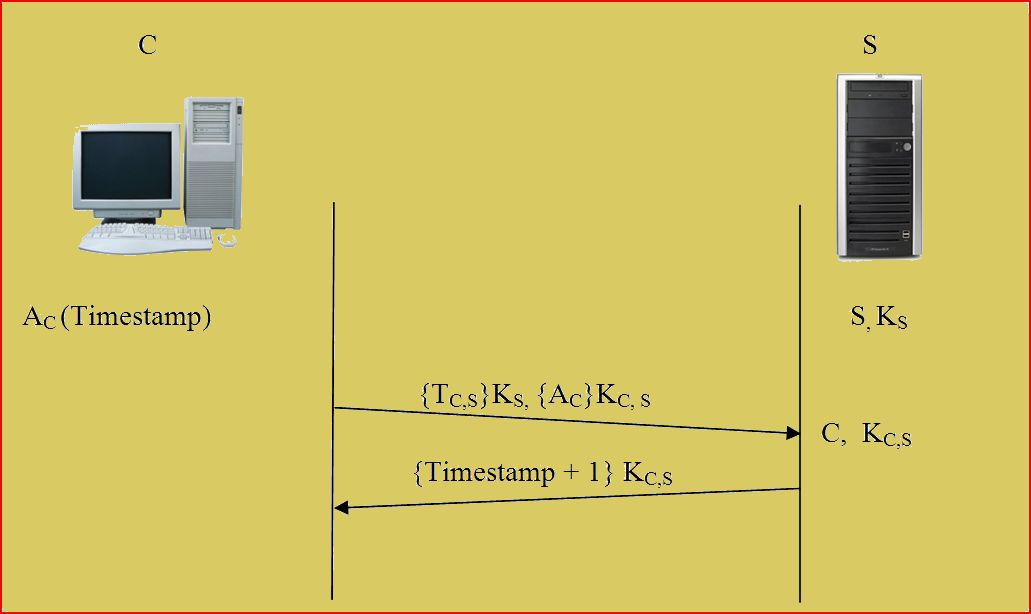 C
S
A_C (Timestamp)
S, K_S
{T_C,S}K_S, {A_C}K_C, S
C, K_C,S
{Timestamp + 1} K_C,S